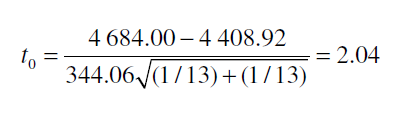 t₀ = (4 684.00 – 4 408.92) / (344.06√((1/13)+(1/13))) = 2.04